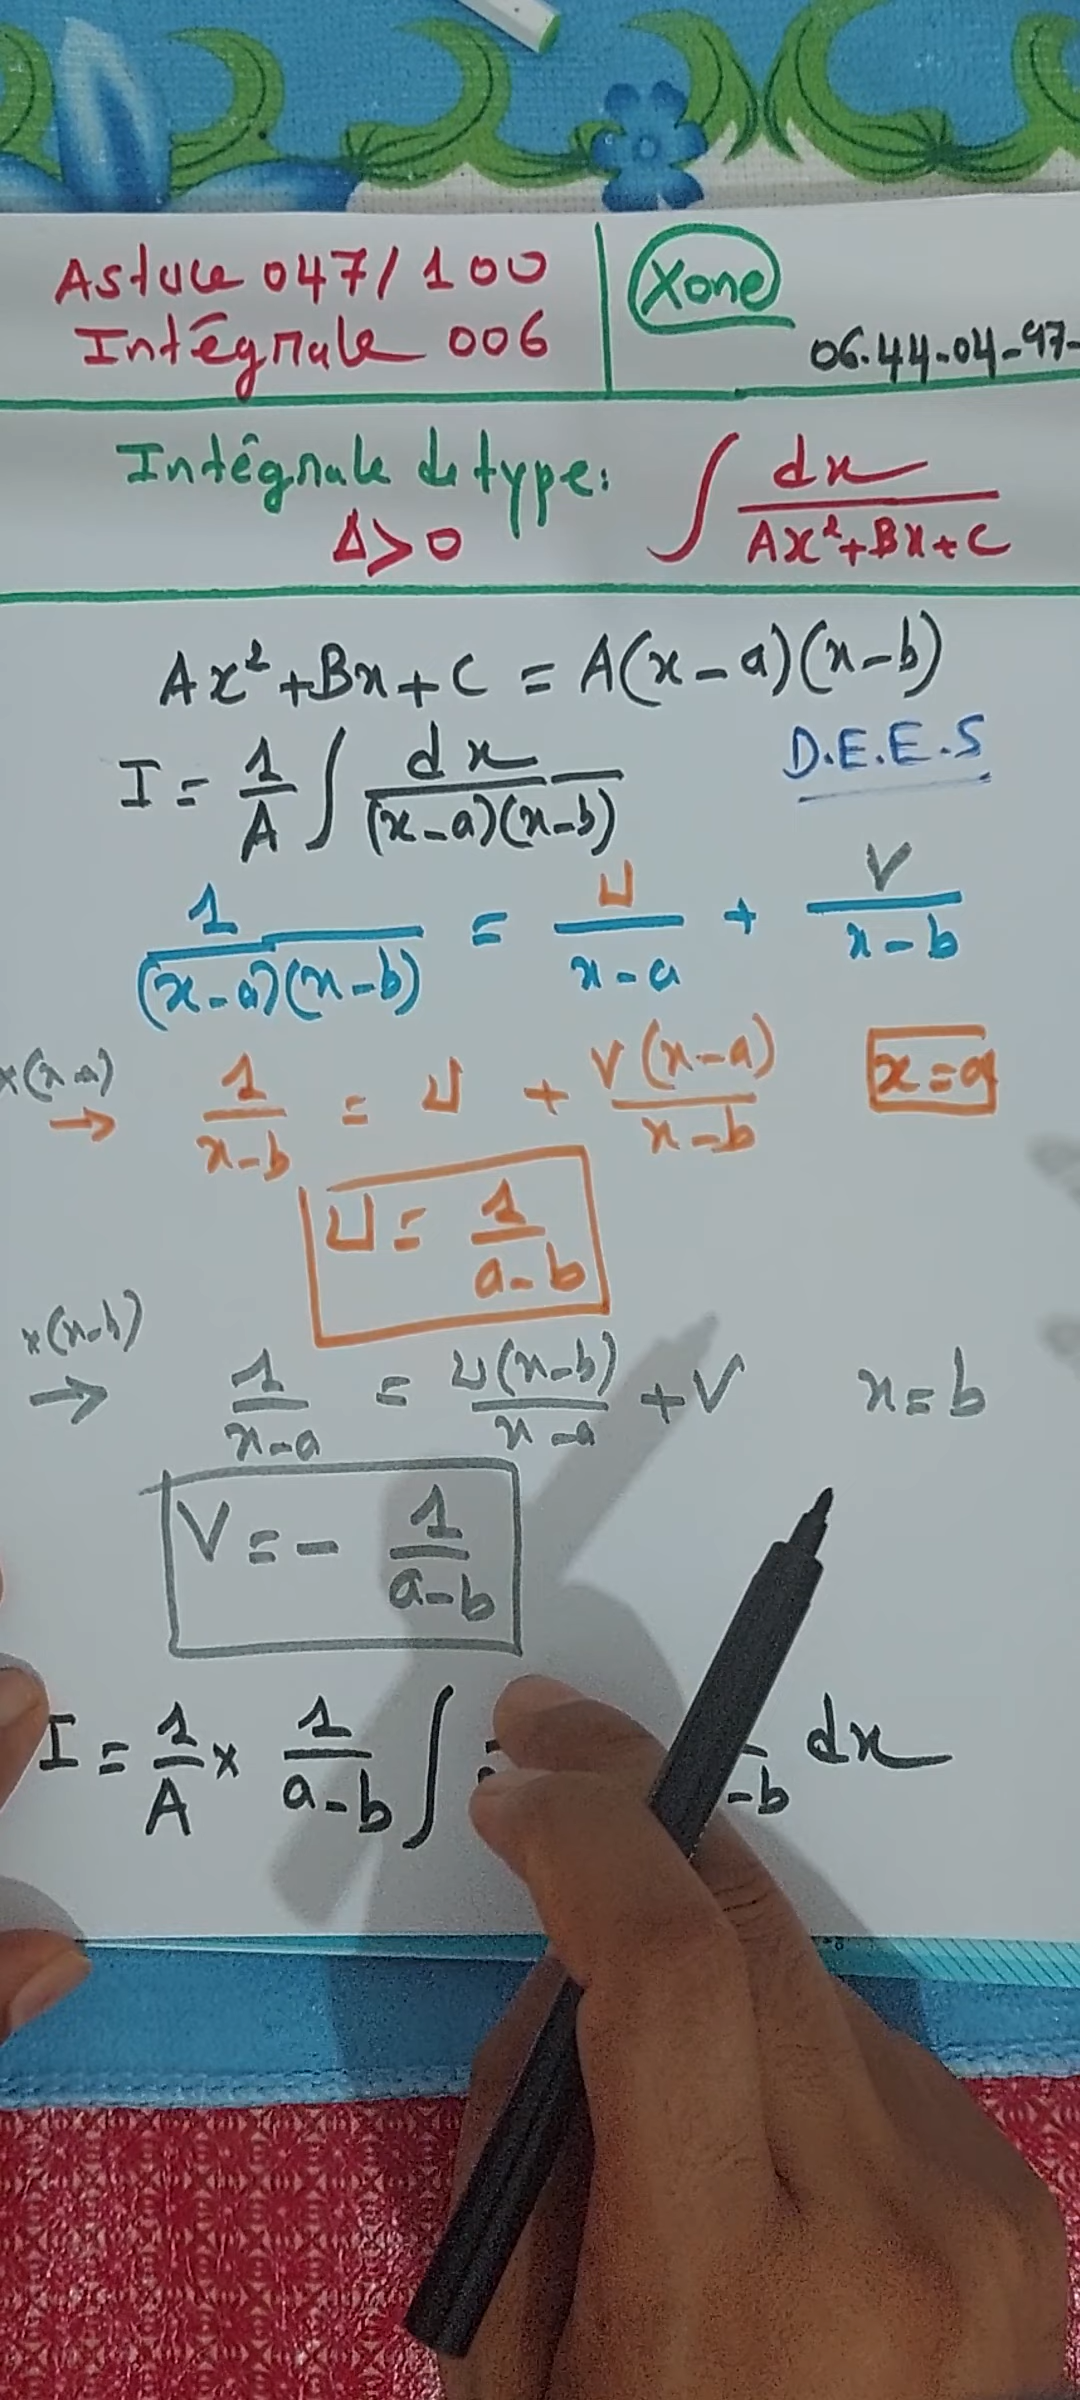 Astuce 047/100
Intégrale 006
Xone
06.44-04-97-
Intégrale de type: ∫ dx / (Ax²+Bx+C)
Δ>0
Ax²+Bx+C = A(x-a)(x-b)
I = 1/A ∫ dx / (x-a)(x-b)
D.E.E.S
1 / (x-a)(x-b) = U / (x-a) + V / (x-b)
×(x-a) → 1 / (x-b) = U + V(x-a) / (x-b) x=a
U = 1 / (a-b)
×(x-b) → 1 / (x-a) = U(x-b) / (x-a) + V x=b
V = - 1 / (a-b)
I = 1/A × 1 / (a-b) ∫ -b dx